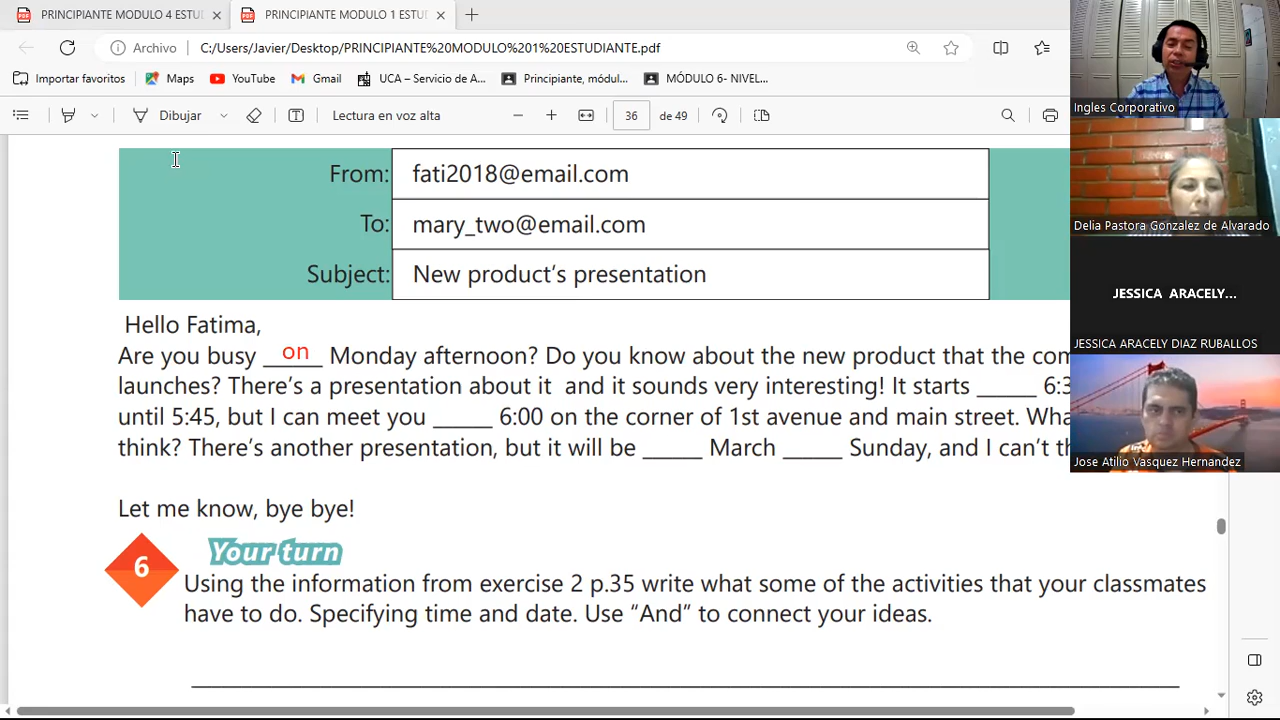 PRINCIPIANTE MODULO 4 ESTU
PRINCIPIANTE MODULO 1 ESTU
Archivo
C:/Users/Javier/Desktop/PRINCIPIANTE%20MODULO%201%20ESTUDIANTE.pdf
Importar favoritos
Maps
YouTube
Gmail
UCA – Servicio de A...
Principiante, módul...
MÓDULO 6- NIVEL...
Dibujar
Lectura en voz alta
36
de 49
From: fati2018@email.com
To: mary_two@email.com
Subject: New product's presentation
Hello Fatima,
Are you busy __on__ Monday afternoon? Do you know about the new product that the com
launches? There's a presentation about it and it sounds very interesting! It starts _____ 6:3
until 5:45, but I can meet you _____ 6:00 on the corner of 1st avenue and main street. Wha
think? There's another presentation, but it will be _____ March _____ Sunday, and I can't th
Let me know, bye bye!
6
Your turn
Using the information from exercise 2 p.35 write what some of the activities that your classmates
have to do. Specifying time and date. Use “And” to connect your ideas.
Ingles Corporativo
Delia Pastora Gonzalez de Alvarado
JESSICA ARACELY...
JESSICA ARACELY DIAZ RUBALLOS
Jose Atilio Vasquez Hernandez